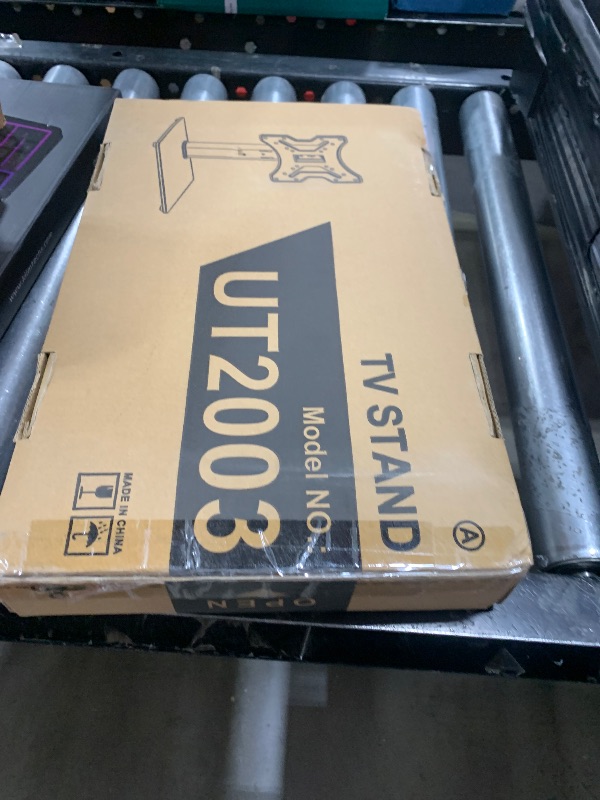 TV STAND
A
Model NO.
UT2003
MADE IN CHINA
OPEN